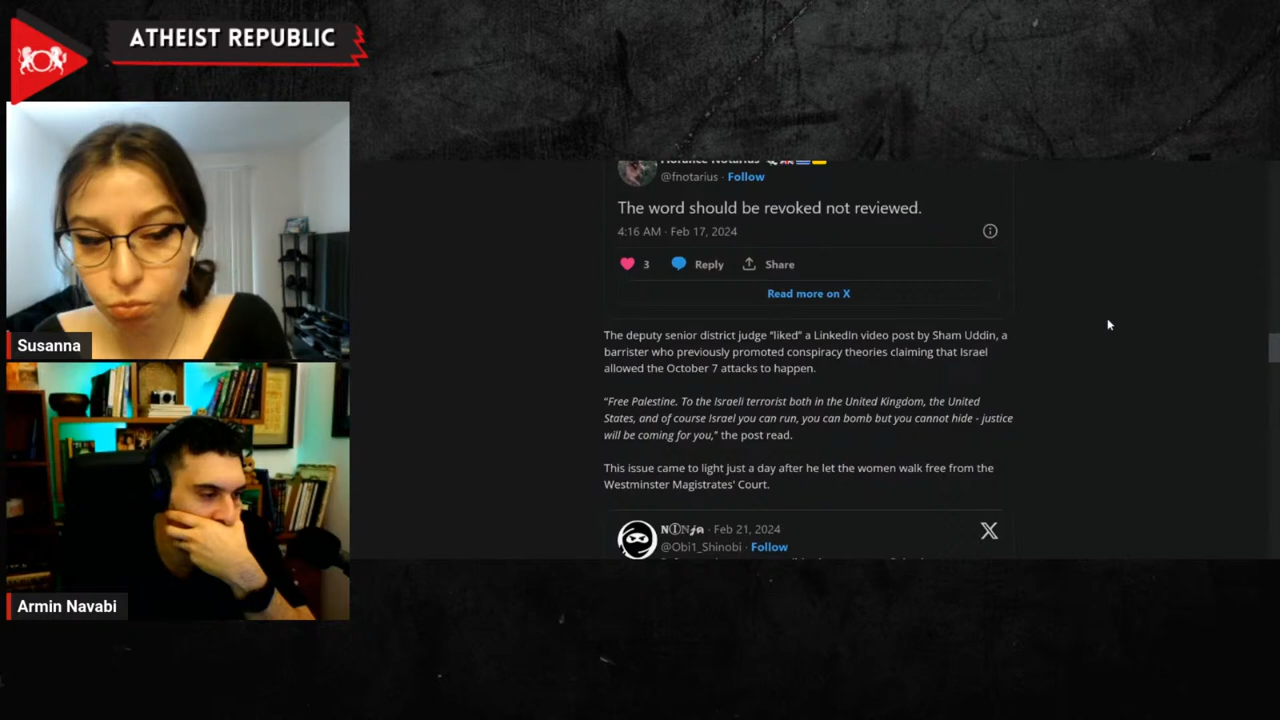 ATHEIST REPUBLIC
Susanna
Armin Navabi
@fnotarius · Follow
The word should be revoked not reviewed.
4:16 AM · Feb 17, 2024
3 Reply Share
Read more on X
The deputy senior district judge “liked” a LinkedIn video post by Sham Uddin, a
barrister who previously promoted conspiracy theories claiming that Israel
allowed the October 7 attacks to happen.
“Free Palestine. To the Israeli terrorist both in the United Kingdom, the United
States, and of course Israel you can run, you can bomb but you cannot hide - justice
will be coming for you,” the post read.
This issue came to light just a day after he let the women walk free from the
Westminster Magistrates' Court.
· Feb 21, 2024
@Obi1_Shinobi · Follow